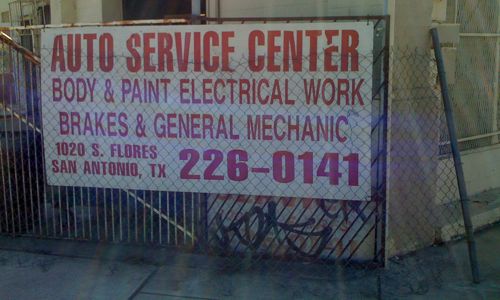 AUTO SERVICE CENTER
BODY & PAINT ELECTRICAL WORK
BRAKES & GENERAL MECHANIC
1020 S. FLORES
SAN ANTONIO, TX
226-0141